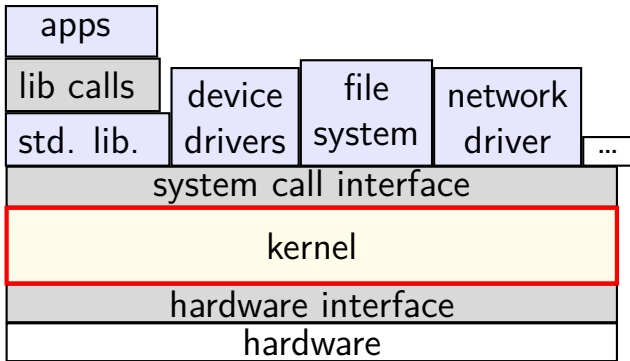 apps
lib calls
std. lib.
device
drivers
file
system
network
driver
...
system call interface
kernel
hardware interface
hardware